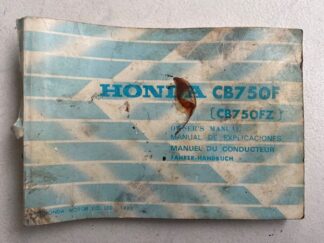 HONDA CB750F
[CB750FZ]
OWNER'S MANUAL
MANUAL DE EXPLICACIONES
MANUEL DU CONDUCTEUR
FAHRER-HANDBUCH
HONDA MOTOR CO., LTD.